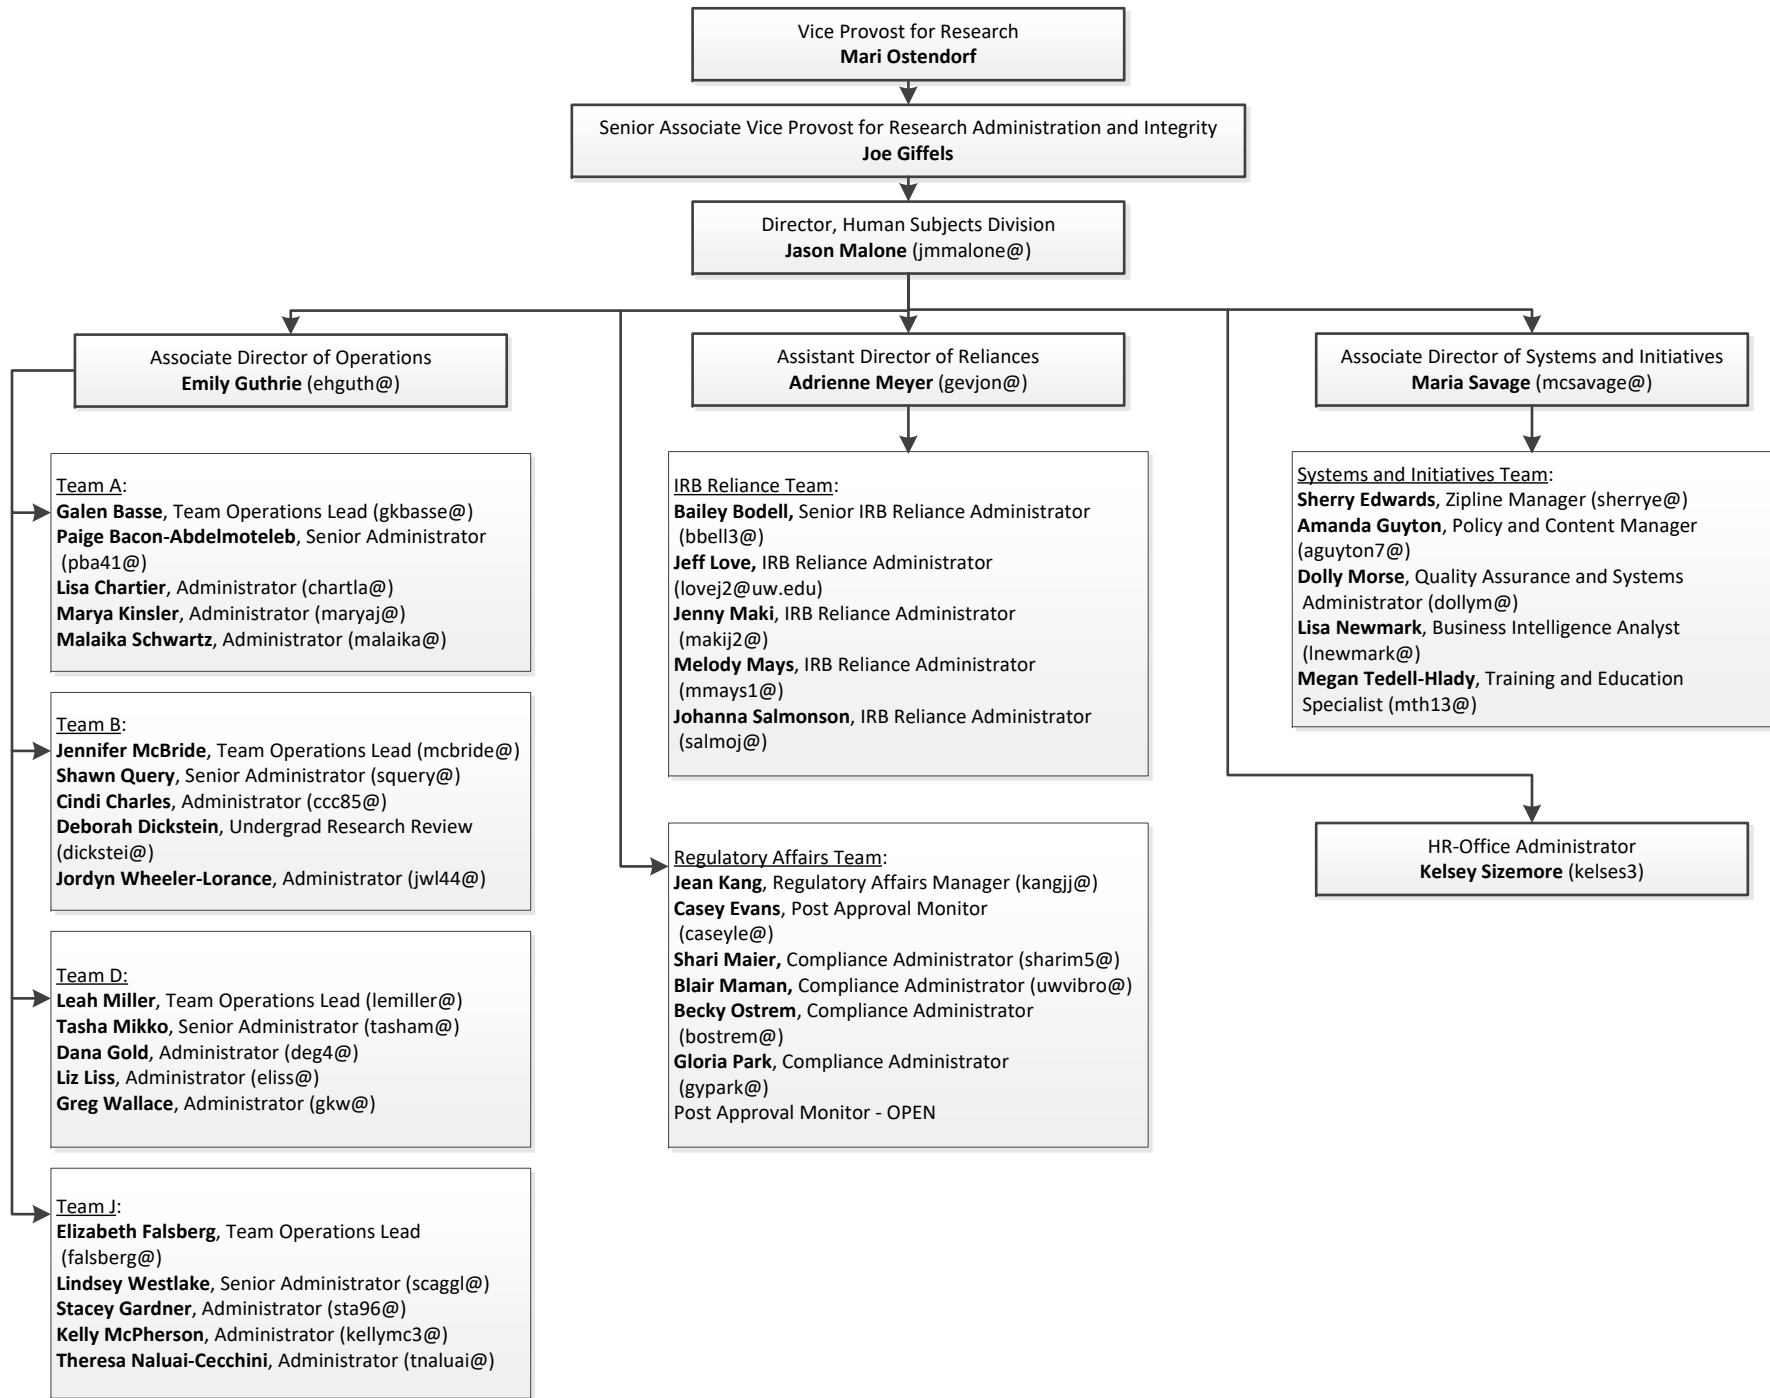 Vice Provost for Research
Mari Ostendorf
Senior Associate Vice Provost for Research Administration and Integrity
Joe Giffels
Director, Human Subjects Division
Jason Malone (jmmalone@)
Associate Director of Operations
Emily Guthrie (ehguth@)
Assistant Director of Reliances
Adrienne Meyer (gevjon@)
Associate Director of Systems and Initiatives
Maria Savage (mcsavage@)
Team A:
Galen Basse, Team Operations Lead (gkbasse@)
Paige Bacon-Abdelmoteleb, Senior Administrator
(pba41@)
Lisa Chartier, Administrator (chartla@)
Marya Kinsler, Administrator (maryaj@)
Malaika Schwartz, Administrator (malaika@)
Team B:
Jennifer McBride, Team Operations Lead (mcbride@)
Shawn Query, Senior Administrator (squery@)
Cindi Charles, Administrator (ccc85@)
Deborah Dickstein, Undergrad Research Review
(dickstei@)
Jordyn Wheeler-Lorance, Administrator (jwl44@)
Team D:
Leah Miller, Team Operations Lead (lemiller@)
Tasha Mikko, Senior Administrator (tasham@)
Dana Gold, Administrator (deg4@)
Liz Liss, Administrator (eliss@)
Greg Wallace, Administrator (gkw@)
Team J:
Elizabeth Falsberg, Team Operations Lead
(falsberg@)
Lindsey Westlake, Senior Administrator (scaggl@)
Stacey Gardner, Administrator (sta96@)
Kelly McPherson, Administrator (kellymc3@)
Theresa Naluai-Cecchini, Administrator (tnaluai@)
IRB Reliance Team:
Bailey Bodell, Senior IRB Reliance Administrator
(bbell3@)
Jeff Love, IRB Reliance Administrator
(lovej2@uw.edu)
Jenny Maki, IRB Reliance Administrator
(makij2@)
Melody Mays, IRB Reliance Administrator
(mmays1@)
Johanna Salmonson, IRB Reliance Administrator
(salmoj@)
Regulatory Affairs Team:
Jean Kang, Regulatory Affairs Manager (kangjj@)
Casey Evans, Post Approval Monitor
(caseyle@)
Shari Maier, Compliance Administrator (sharim5@)
Blair Maman, Compliance Administrator (uwvibro@)
Becky Ostrem, Compliance Administrator
(bostrem@)
Gloria Park, Compliance Administrator
(gypark@)
Post Approval Monitor - OPEN
Systems and Initiatives Team:
Sherry Edwards, Zipline Manager (sherrye@)
Amanda Guyton, Policy and Content Manager
(aguyton7@)
Dolly Morse, Quality Assurance and Systems
Administrator (dollym@)
Lisa Newmark, Business Intelligence Analyst
(lnewmark@)
Megan Tedell-Hlady, Training and Education
Specialist (mth13@)
HR-Office Administrator
Kelsey Sizemore (kelses3)